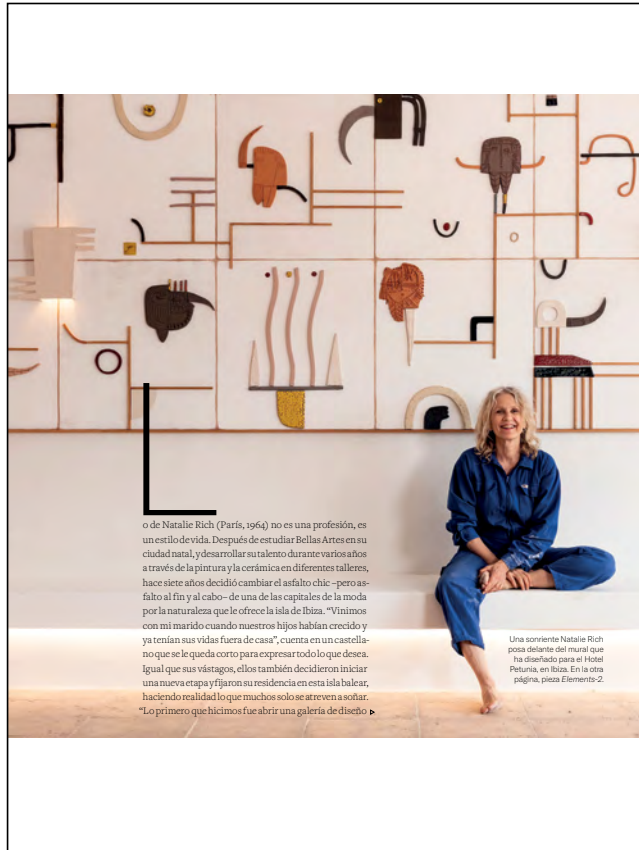 Lo de Natalie Rich (París, 1964) no es una profesión, es
un estilo de vida. Después de estudiar Bellas Artes en su
ciudad natal, y desarrollar su talento durante varios años
a través de la pintura y la cerámica en diferentes talleres,
hace siete años decidió cambiar el asfalto chic –pero as-
falto al fin y al cabo– de una de las capitales de la moda
por la naturaleza que le ofrece la isla de Ibiza. “Vinimos
con mi marido cuando nuestros hijos habían crecido y
ya tenían sus vidas fuera de casa”, cuenta en un castella-
no que se le queda corto para expresar todo lo que desea.
Igual que sus vástagos, ellos también decidieron iniciar
una nueva etapa y fijaron su residencia en esta isla balear,
haciendo realidad lo que muchos solo se atreven a soñar.
“Lo primero que hicimos fue abrir una galería de diseño
Una sonriente Natalie Rich
posa delante del mural que
ha diseñado para el Hotel
Petunia, en Ibiza. En la otra
página, pieza Elements-2.